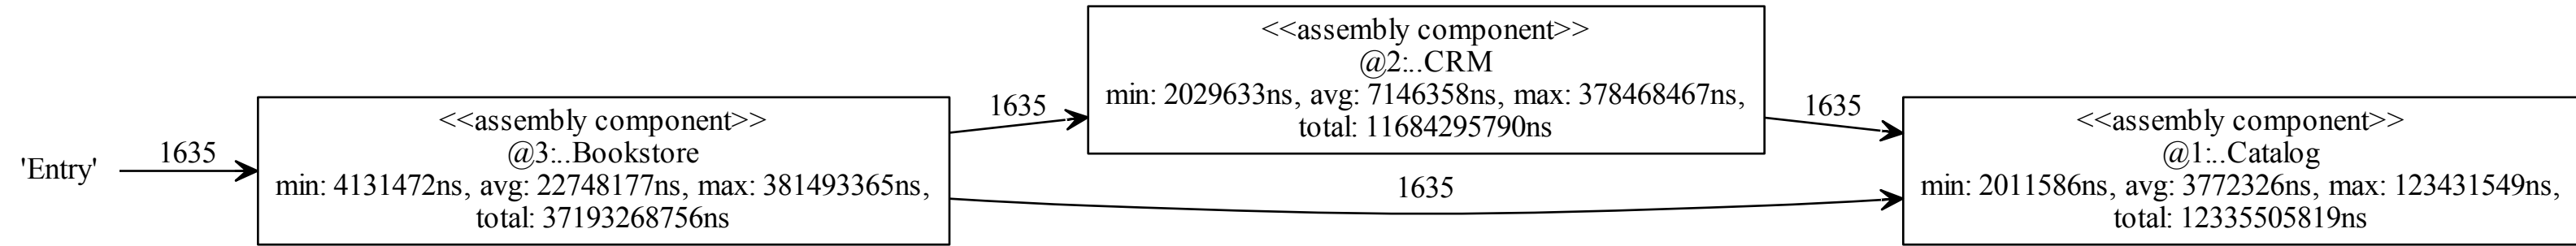 'Entry'
1635
<<assembly component>>
@3:..Bookstore
min: 4131472ns, avg: 22748177ns, max: 381493365ns,
total: 37193268756ns
1635
<<assembly component>>
@2:..CRM
min: 2029633ns, avg: 7146358ns, max: 378468467ns,
total: 11684295790ns
1635
1635
<<assembly component>>
@1:..Catalog
min: 2011586ns, avg: 3772326ns, max: 123431549ns,
total: 12335505819ns